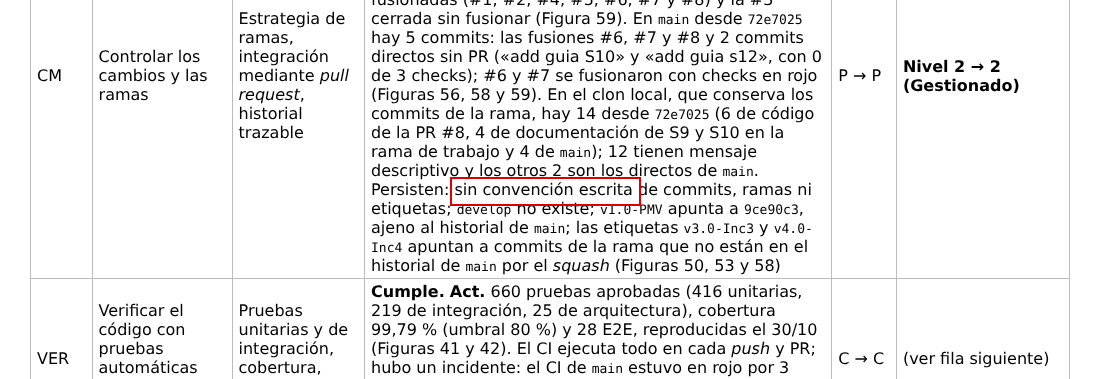 fusionadas (#1, #2, #4, #5, #6, #7 y #8) y la #3
cerrada sin fusionar (Figura 59). En main desde 72e7025
hay 5 commits: las fusiones #6, #7 y #8 y 2 commits
directos sin PR («add guia S10» y «add guia s12», con 0
de 3 checks); #6 y #7 se fusionaron con checks en rojo
(Figuras 56, 58 y 59). En el clon local, que conserva los
commits de la rama, hay 14 desde 72e7025 (6 de código
de la PR #8, 4 de documentación de S9 y S10 en la
rama de trabajo y 4 de main); 12 tienen mensaje
descriptivo y los otros 2 son los directos de main.
Persisten: sin convención escrita de commits, ramas ni
etiquetas; develop no existe; v1.0-PMV apunta a 9ce90c3,
ajeno al historial de main; las etiquetas v3.0-Inc3 y v4.0-
Inc4 apuntan a commits de la rama que no están en el
historial de main por el squash (Figuras 50, 53 y 58)
CM
Controlar los
cambios y las
ramas
Estrategia de
ramas,
integración
mediante pull
request,
historial
trazable
P → P
Nivel 2 → 2
(Gestionado)
VER
Verificar el
código con
pruebas
automáticas
Pruebas
unitarias y de
integración,
cobertura,
Cumple. Act. 660 pruebas aprobadas (416 unitarias,
219 de integración, 25 de arquitectura), cobertura
99,79 % (umbral 80 %) y 28 E2E, reproducidas el 30/10
(Figuras 41 y 42). El CI ejecuta todo en cada push y PR;
hubo un incidente: el CI de main estuvo en rojo por 3
C → C
(ver fila siguiente)